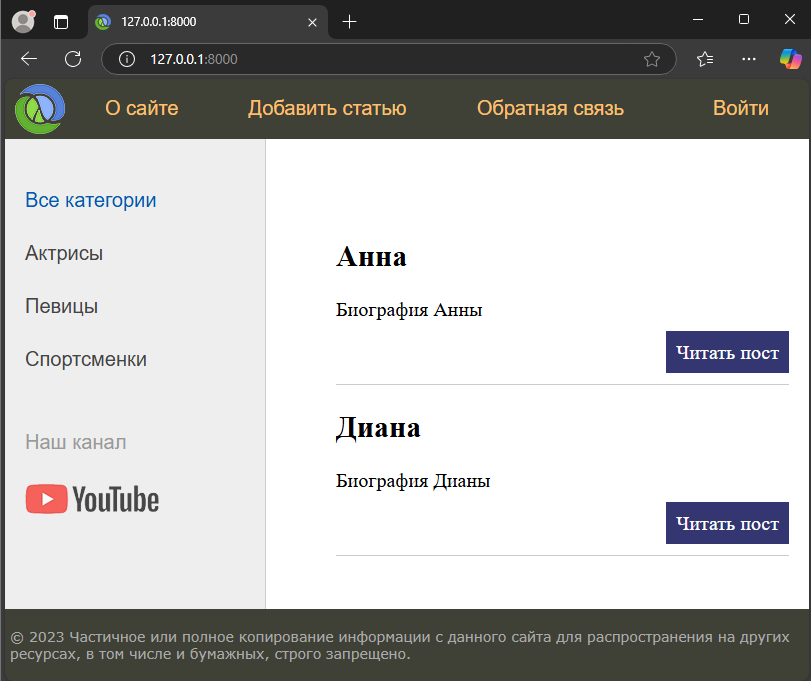 127.0.0.1:8000
127.0.0.1:8000
О сайте Добавить статью Обратная связь Войти
Все категории
Актрисы
Певицы
Спортсменки
Наш канал
YouTube
Анна
Биография Анны
Читать пост
Диана
Биография Дианы
Читать пост
© 2023 Частичное или полное копирование информации с данного сайта для распространения на других
ресурсах, в том числе и бумажных, строго запрещено.